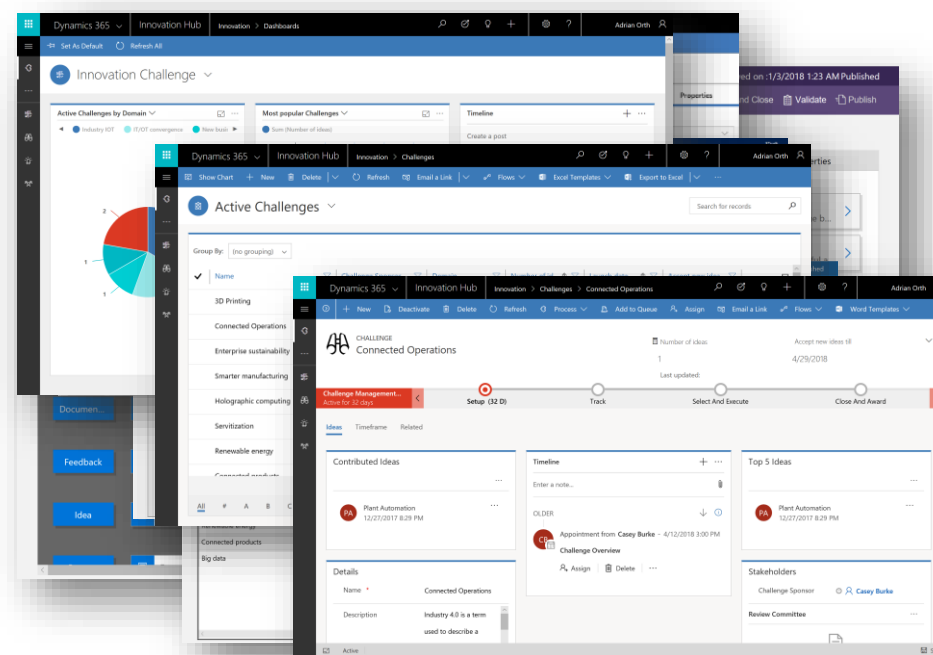 Dynamics 365 Innovation Hub Innovation > Dashboards Adrian Orth
Set As Default Refresh All
Innovation Challenge
Active Challenges by Domain
Industry IOT IT/OT convergence New busi
2
1
1
Most popular Challenges
Sum (Number of ideas)
Timeline
Create a post
Properties
ed on :1/3/2018 1:23 AM Published
nd Close Validate Publish
erties
e b...
Dynamics 365 Innovation Hub Innovation > Challenges Adrian Orth
Show Chart + New Delete Refresh Email a Link Flows Excel Templates Export to Excel ...
Active Challenges
Search for records
Group By: (no grouping)
Name
3D Printing
Connected Operations
Enterprise sustainability
Smarter manufacturing
Holographic computing
Servitization
Renewable energy
Connected products
All # A B C
Documen...
Feedback
Idea
Connected products
Big data
Dynamics 365 Innovation Hub Innovation > Challenges > Connected Operations Adrian Orth
+ New Deactivate Delete Refresh Process Add to Queue Assign Email a Link Flows Word Templates
CHALLENGE
Connected Operations
Number of ideas
1
Last updated:
Accept new ideas till
4/29/2018
Challenge Management...
Active for 32 days
Setup (32 D) Track Select And Execute Close And Award
Ideas Timeframe Related
Contributed Ideas
...
PA Plant Automation ...
12/27/2017 8:29 PM
Details
Name * Connected Operations
Description Industry 4.0 is a term
used to describe a
Timeline + ...
Enter a note...
OLDER
Appointment from Casey Burke - 4/12/2018 3:00 PM
Challenge Overview
Assign Delete ...
Top 5 Ideas
...
PA Plant Automation ...
12/27/2017 8:29 PM
Stakeholders
Challenge Sponsor Casey Burke
Review Committee ...
Active